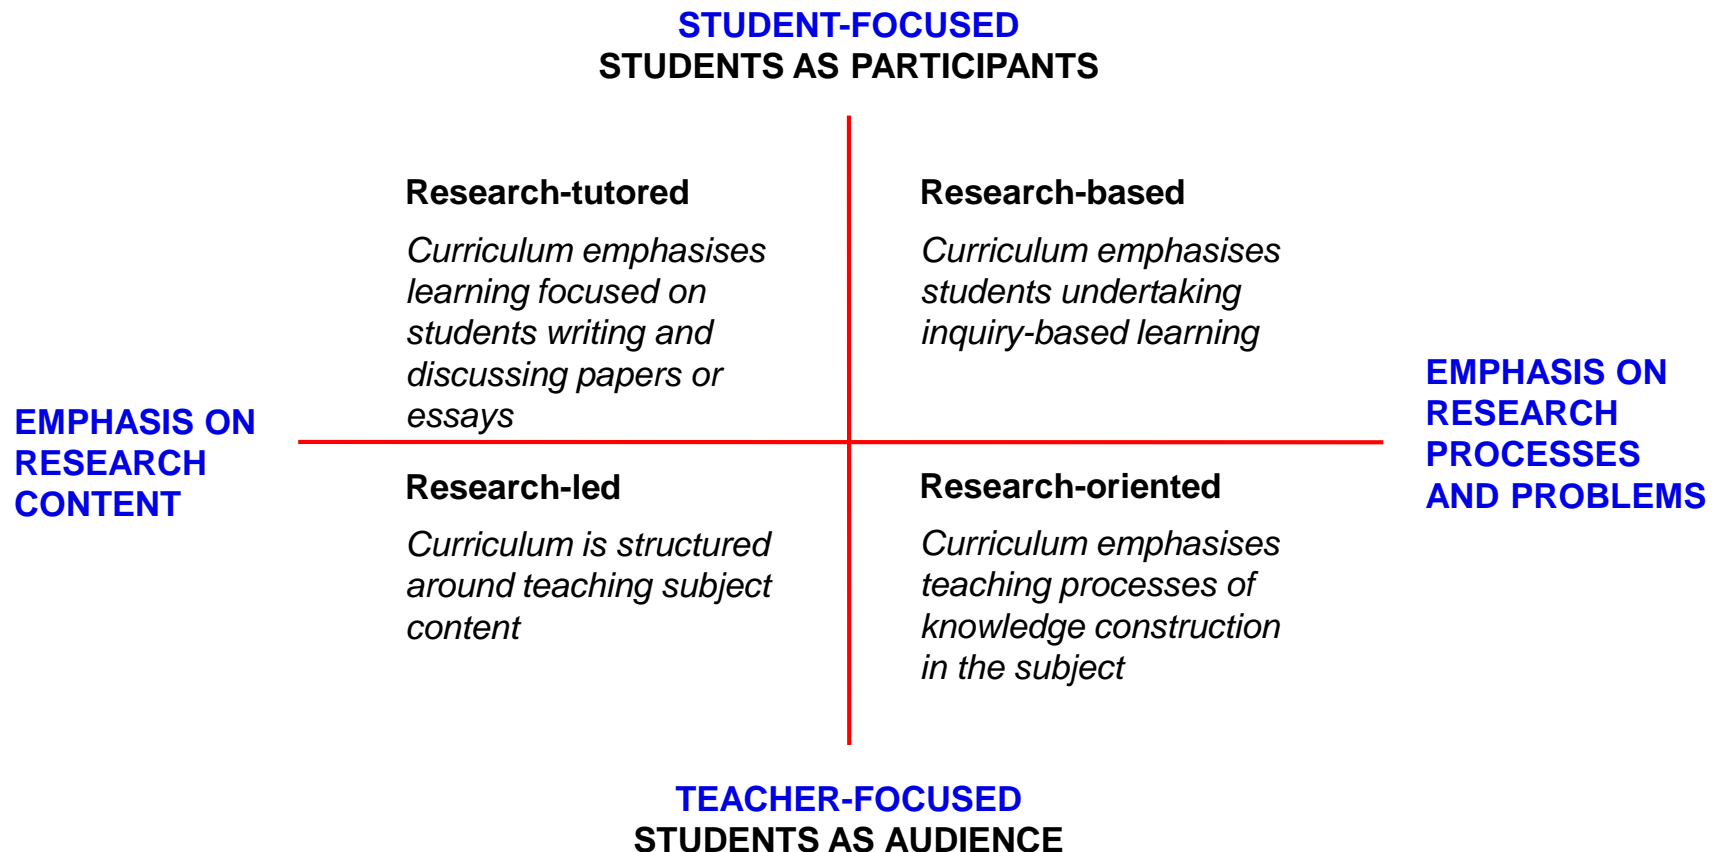 STUDENT-FOCUSED
STUDENTS AS PARTICIPANTS
Research-tutored
Curriculum emphasises
learning focused on
students writing and
discussing papers or
essays
Research-based
Curriculum emphasises
students undertaking
inquiry-based learning
EMPHASIS ON
RESEARCH
CONTENT
EMPHASIS ON
RESEARCH
PROCESSES
AND PROBLEMS
Research-led
Curriculum is structured
around teaching subject
content
Research-oriented
Curriculum emphasises
teaching processes of
knowledge construction
in the subject
TEACHER-FOCUSED
STUDENTS AS AUDIENCE